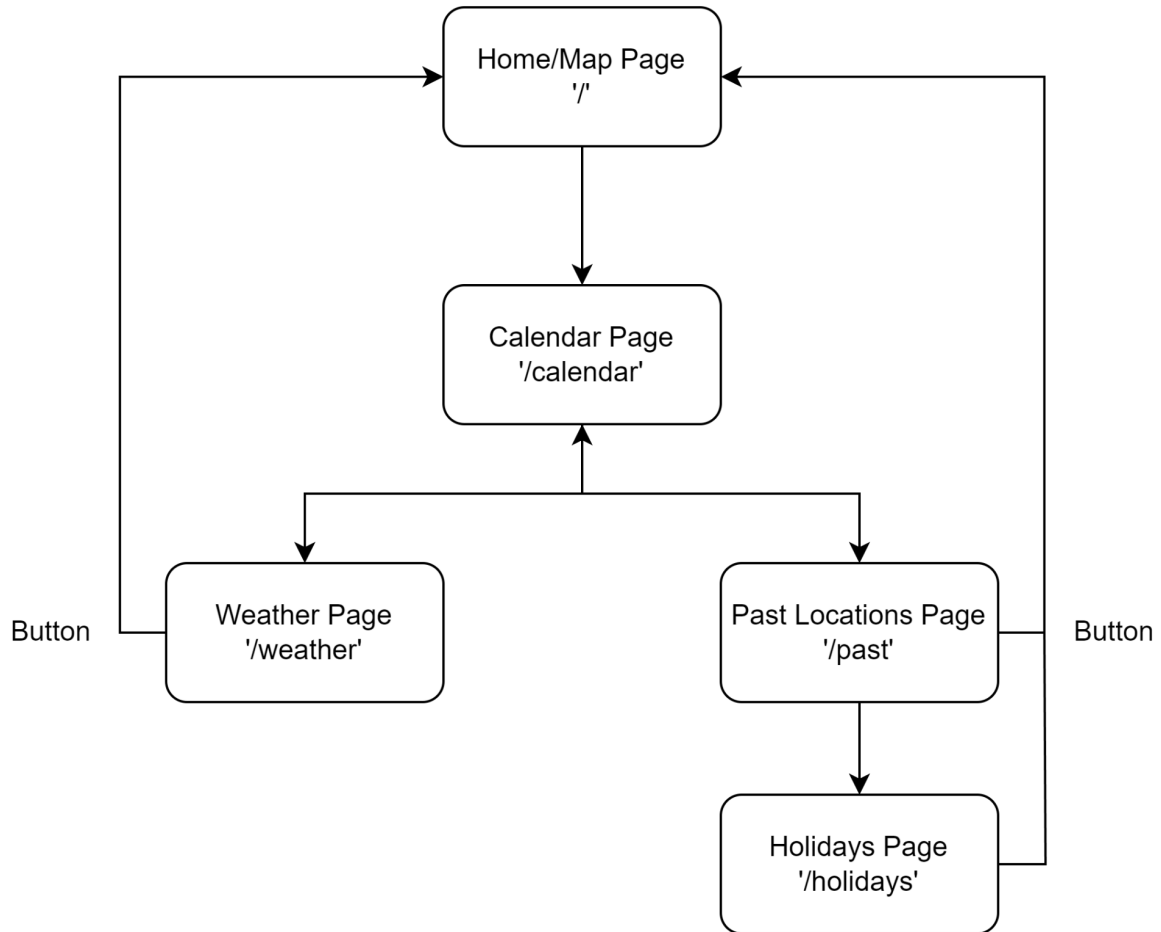 Home/Map Page
'/'
Calendar Page
'/calendar'
Weather Page
'/weather'
Past Locations Page
'/past'
Button
Button
Holidays Page
'/holidays'